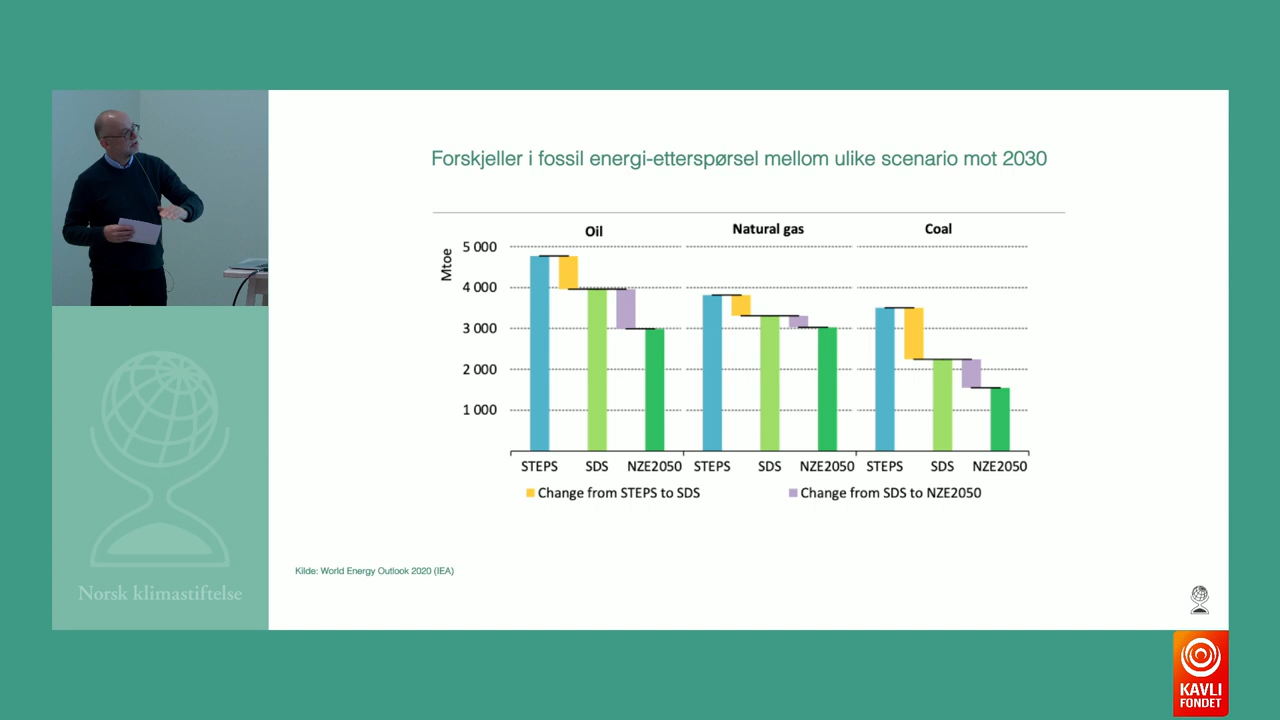 Forskjeller i fossil energi-etterspørsel mellom ulike scenario mot 2030
Oil Natural gas Coal
Mtoe
5 000
4 000
3 000
2 000
1 000
STEPS SDS NZE2050 STEPS SDS NZE2050 STEPS SDS NZE2050
Change from STEPS to SDS Change from SDS to NZE2050
Kilde: World Energy Outlook 2020 (IEA)
Norsk klimastiftelse
KAVLI
FONDET